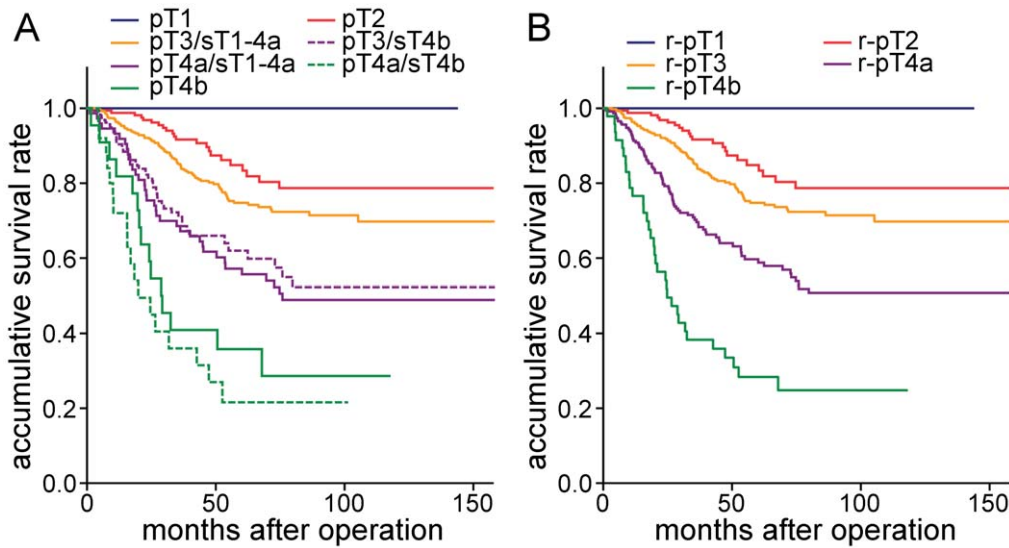 A
pT1 pT2
pT3/sT1-4a pT3/sT4b
pT4a/sT1-4a pT4a/sT4b
pT4b
accumulative survival rate
1.0
0.8
0.6
0.4
0.2
0.0
0 50 100 150
months after operation
B
r-pT1 r-pT2
r-pT3 r-pT4a
r-pT4b
accumulative survival rate
1.0
0.8
0.6
0.4
0.2
0.0
0 50 100 150
months after operation